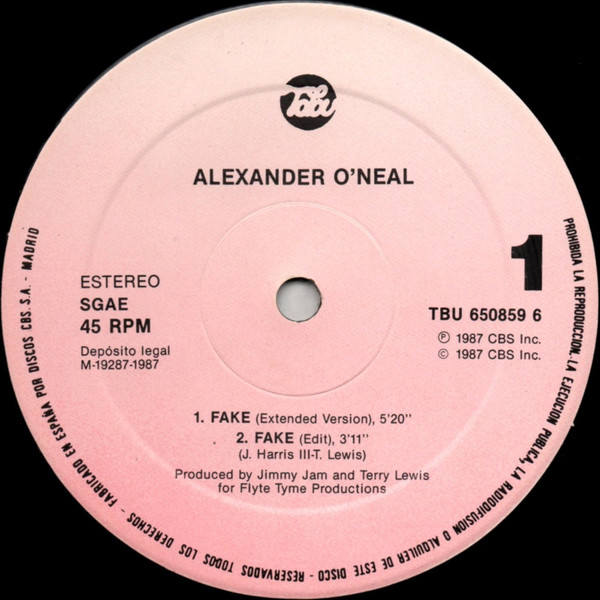 Tabu
ALEXANDER O'NEAL
1
ESTEREO
SGAE
45 RPM
Depósito legal
M-19287-1987
TBU 650859 6
℗ 1987 CBS Inc.
© 1987 CBS Inc.
1. FAKE (Extended Version), 5'20''
2. FAKE (Edit), 3'11''
(J. Harris III-T. Lewis)
Produced by Jimmy Jam and Terry Lewis
for Flyte Tyme Productions
PROHIBIDA LA REPRODUCCION, LA EJECUCION PUBLICA, LA RADIODIFUSION O ALQUILER DE ESTE DISCO - RESERVADOS TODOS LOS DERECHOS - FABRICADO EN ESPAÑA POR DISCOS CBS. S.A. - MADRID